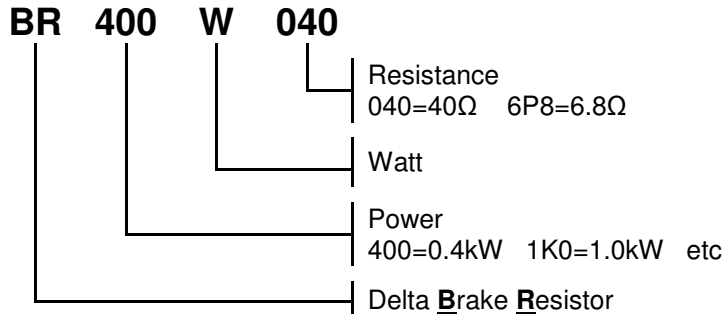 BR 400 W 040
Resistance
040=40Ω 6P8=6.8Ω
Watt
Power
400=0.4kW 1K0=1.0kW etc
Delta Brake Resistor